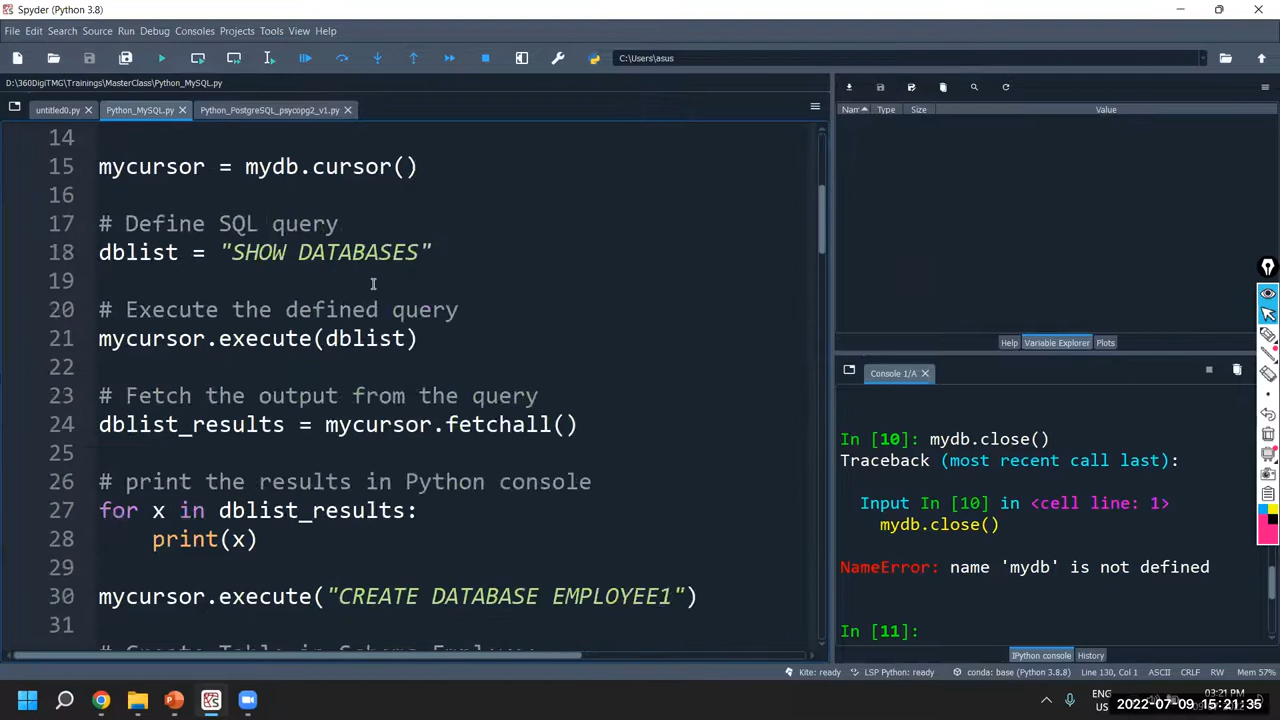 Spyder (Python 3.8)
File Edit Search Source Run Debug Consoles Projects Tools View Help
C:\Users\asus
D:\360DigiTMG\Trainings\MasterClass\Python_MySQL.py
untitled0.py Python_MySQL.py Python_PostgreSQL_psycopg2_v1.py
14
15 mycursor = mydb.cursor()
16
17 # Define SQL query
18 dblist = "SHOW DATABASES"
19
20 # Execute the defined query
21 mycursor.execute(dblist)
22
23 # Fetch the output from the query
24 dblist_results = mycursor.fetchall()
25
26 # print the results in Python console
27 for x in dblist_results:
28 print(x)
29
30 mycursor.execute("CREATE DATABASE EMPLOYEE1")
31
Nam Type Size Value
Help Variable Explorer Plots
Console 1/A
In [10]: mydb.close()
Traceback (most recent call last):
Input In [10] in <cell line: 1>
mydb.close()
NameError: name 'mydb' is not defined
In [11]:
IPython console History
Kite: ready LSP Python: ready conda: base (Python 3.8.8) Line 130, Col 1 ASCII CRLF RW Mem 57%
ENG
US
03:21 PM
2022-07-09 15:21:35